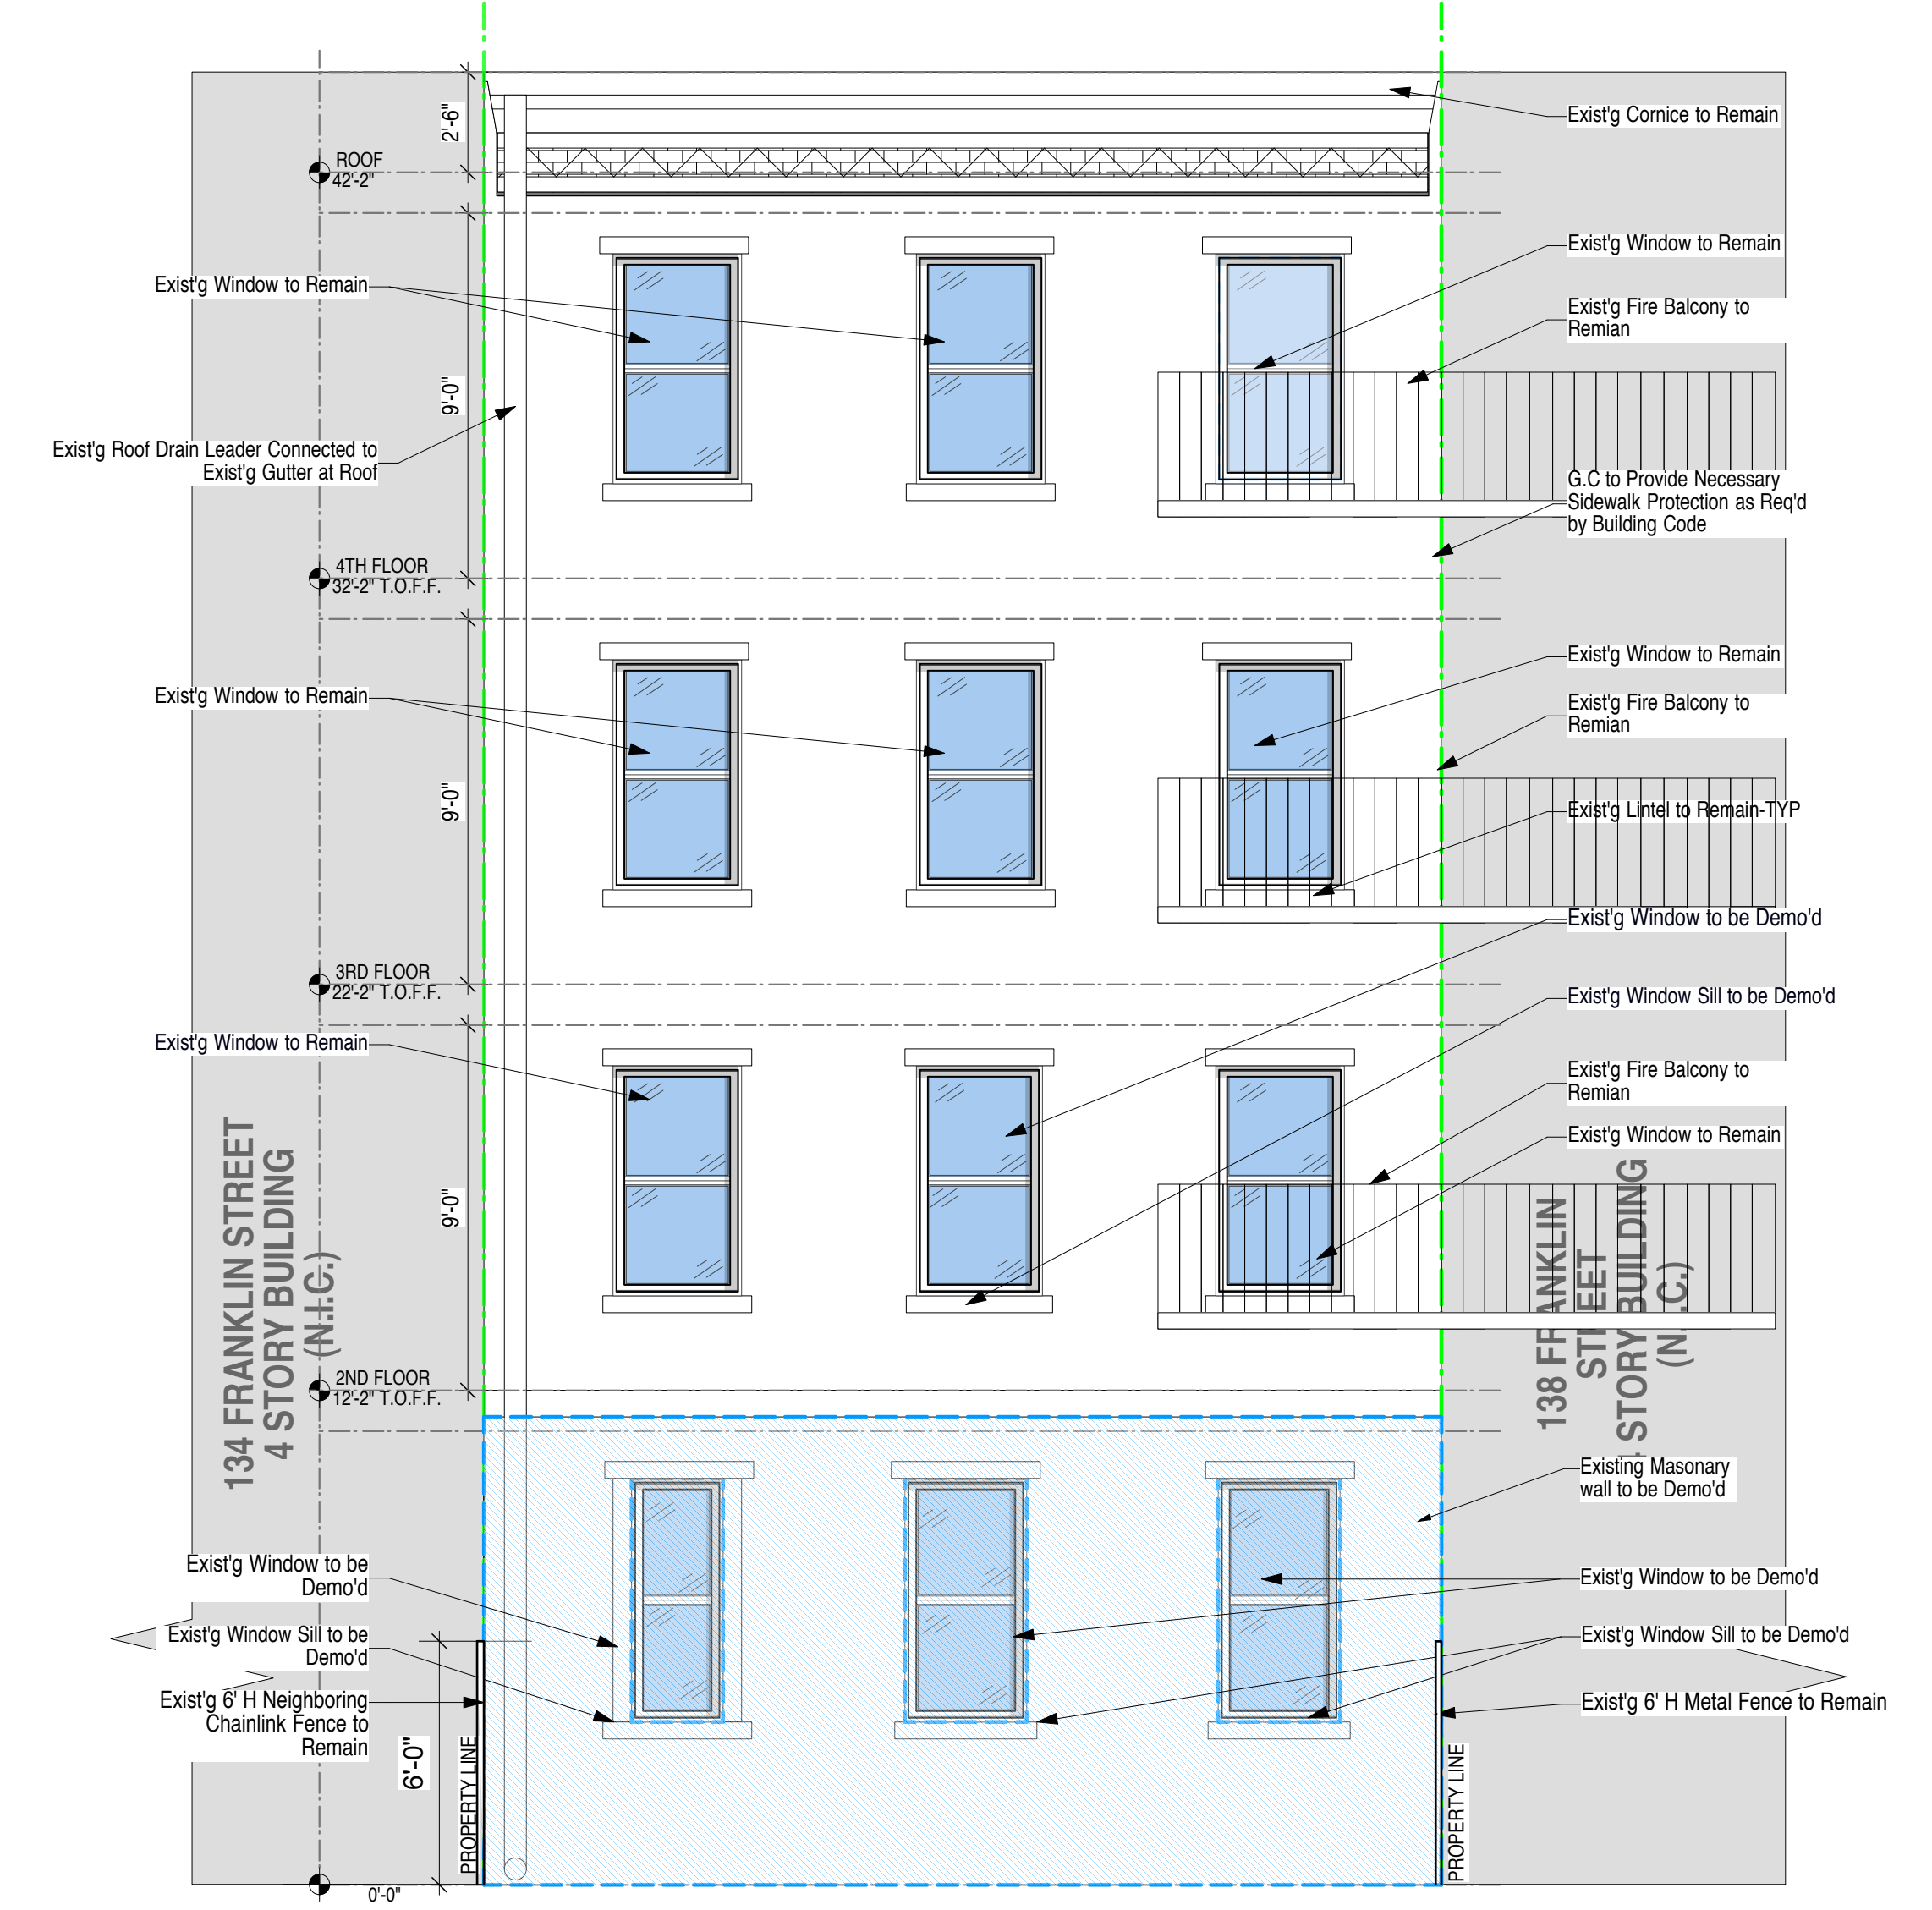 Exist'g Cornice to Remain
2'-6"
ROOF
42'-2"
Exist'g Window to Remain
Exist'g Window to Remain
Exist'g Fire Balcony to
Remian
9'-0"
Exist'g Roof Drain Leader Connected to
Exist'g Gutter at Roof
G.C to Provide Necessary
Sidewalk Protection as Req'd
by Building Code
4TH FLOOR
32'-2" T.O.F.F.
Exist'g Window to Remain
Exist'g Window to Remain
Exist'g Fire Balcony to
Remian
9'-0"
Exist'g Lintel to Remain-TYP
Exist'g Window to be Demo'd
3RD FLOOR
22'-2" T.O.F.F.
Exist'g Window Sill to be Demo'd
Exist'g Window to Remain
Exist'g Fire Balcony to
Remian
Exist'g Window to Remain
9'-0"
134 FRANKLIN STREET
4 STORY BUILDING
(N.I.C.)
138 FRANKLIN
STREET
4 STORY BUILDING
(N.I.C.)
2ND FLOOR
12'-2" T.O.F.F.
Existing Masonary
wall to be Demo'd
Exist'g Window to be
Demo'd
Exist'g Window to be Demo'd
Exist'g Window Sill to be
Demo'd
Exist'g Window Sill to be Demo'd
Exist'g 6' H Neighboring
Chainlink Fence to
Remain
Exist'g 6' H Metal Fence to Remain
6'-0"
PROPERTY LINE
PROPERTY LINE
0'-0"